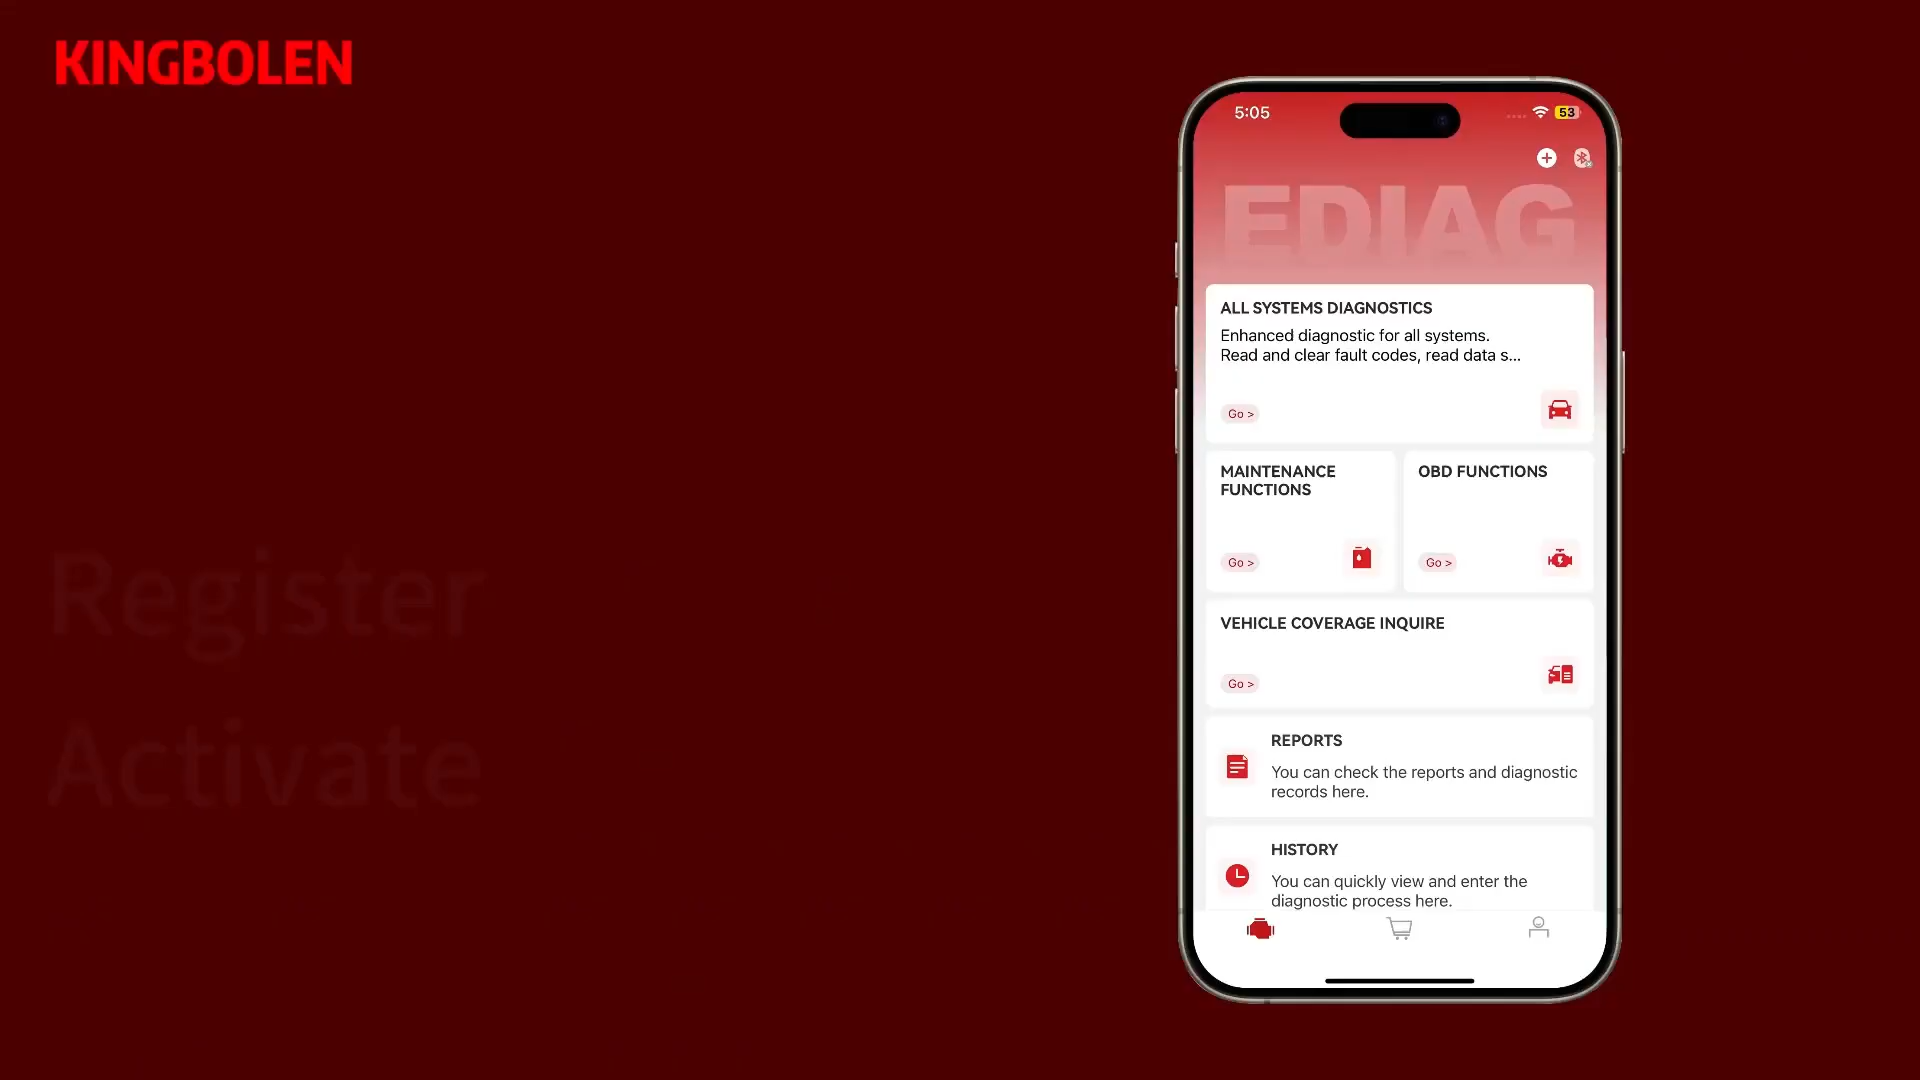 KINGBOLEN
Register
Activate
5:05
53
EDIAG
ALL SYSTEMS DIAGNOSTICS
Enhanced diagnostic for all systems.
Read and clear fault codes, read data s...
Go >
MAINTENANCE
FUNCTIONS
Go >
OBD FUNCTIONS
Go >
VEHICLE COVERAGE INQUIRE
Go >
REPORTS
You can check the reports and diagnostic
records here.
HISTORY
You can quickly view and enter the
diagnostic process here.